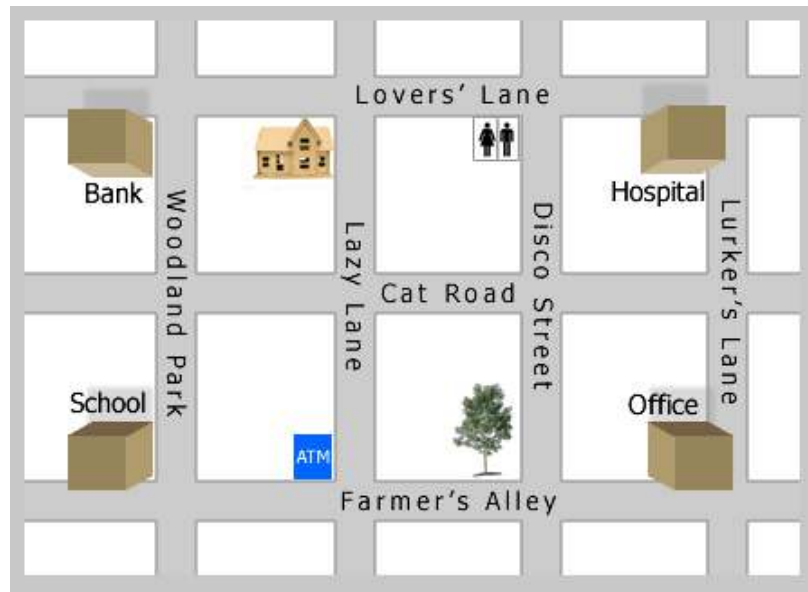 Lovers' Lane
Bank
Hospital
Woodland Park
Lazy Lane
Disco Street
Lurker's Lane
Cat Road
School
Office
ATM
Farmer's Alley